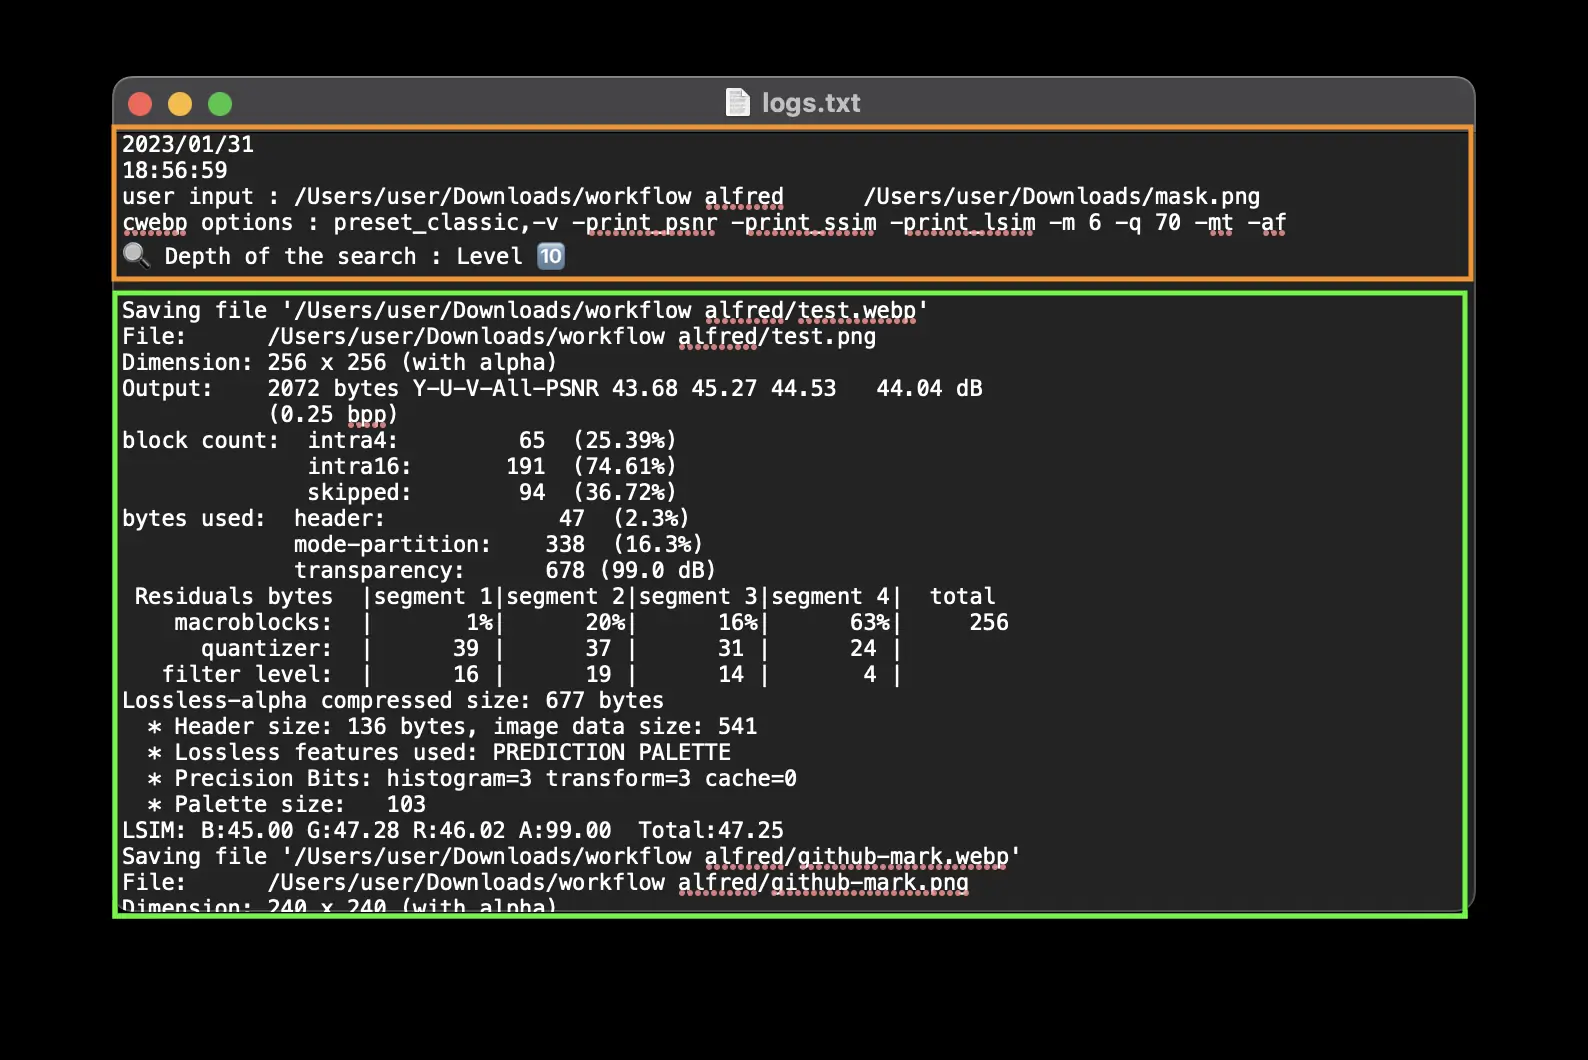 logs.txt
2023/01/31
18:56:59
user input : /Users/user/Downloads/workflow alfred      /Users/user/Downloads/mask.png
cwebp options : preset_classic,-v -print_psnr -print_ssim -print_lsim -m 6 -q 70 -mt -af
🔍 Depth of the search : Level 🔟
Saving file '/Users/user/Downloads/workflow alfred/test.webp'
File:      /Users/user/Downloads/workflow alfred/test.png
Dimension: 256 x 256 (with alpha)
Output:    2072 bytes Y-U-V-All-PSNR 43.68 45.27 44.53   44.04 dB
           (0.25 bpp)
block count:  intra4:         65  (25.39%)
              intra16:       191  (74.61%)
              skipped:        94  (36.72%)
bytes used:  header:             47  (2.3%)
             mode-partition:    338  (16.3%)
             transparency:      678 (99.0 dB)
 Residuals bytes  |segment 1|segment 2|segment 3|segment 4|  total
    macroblocks:  |       1%|      20%|      16%|      63%|     256
      quantizer:  |      39 |      37 |      31 |      24 |
   filter level:  |      16 |      19 |      14 |       4 |
Lossless-alpha compressed size: 677 bytes
  * Header size: 136 bytes, image data size: 541
  * Lossless features used: PREDICTION PALETTE
  * Precision Bits: histogram=3 transform=3 cache=0
  * Palette size:   103
LSIM: B:45.00 G:47.28 R:46.02 A:99.00  Total:47.25
Saving file '/Users/user/Downloads/workflow alfred/github-mark.webp'
File:      /Users/user/Downloads/workflow alfred/github-mark.png
Dimension: 240 x 240 (with alpha)